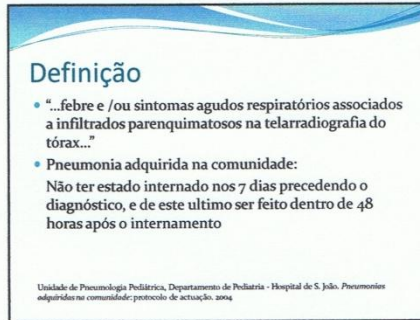 Definição
• "...febre e /ou sintomas agudos respiratórios associados
a infiltrados parenquimatosos na telarradiografia do
tórax..."
• Pneumonia adquirida na comunidade:
Não ter estado internado nos 7 dias precedendo o
diagnóstico, e de este ultimo ser feito dentro de 48
horas após o internamento
Unidade de Pneumologia Pediátrica, Departamento de Pediatria - Hospital de S. João. Pneumonias
adquiridas na comunidade: protocolo de actuação. 2004